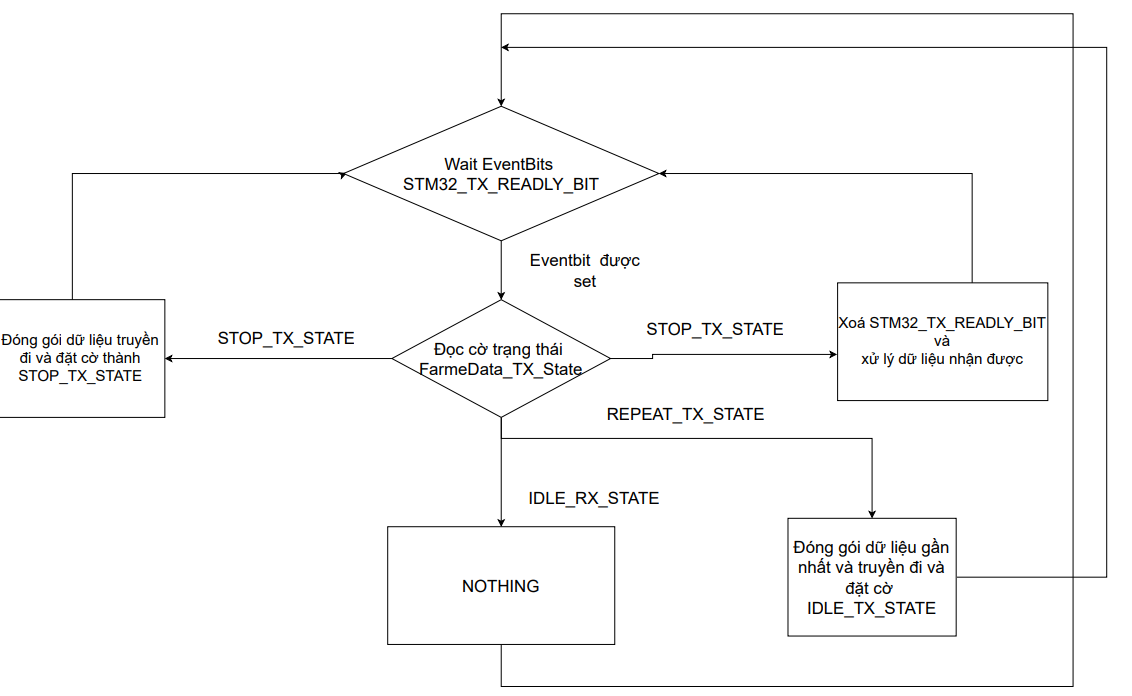 Wait EventBits
STM32_TX_READLY_BIT
Eventbit được
set
Đóng gói dữ liệu truyền
đi và đặt cờ thành
STOP_TX_STATE
STOP_TX_STATE
Đọc cờ trạng thái
FarmeData_TX_State
STOP_TX_STATE
Xoá STM32_TX_READLY_BIT
và
xử lý dữ liệu nhận được
REPEAT_TX_STATE
IDLE_RX_STATE
NOTHING
Đóng gói dữ liệu gần
nhất và truyền đi và
đặt cờ
IDLE_TX_STATE